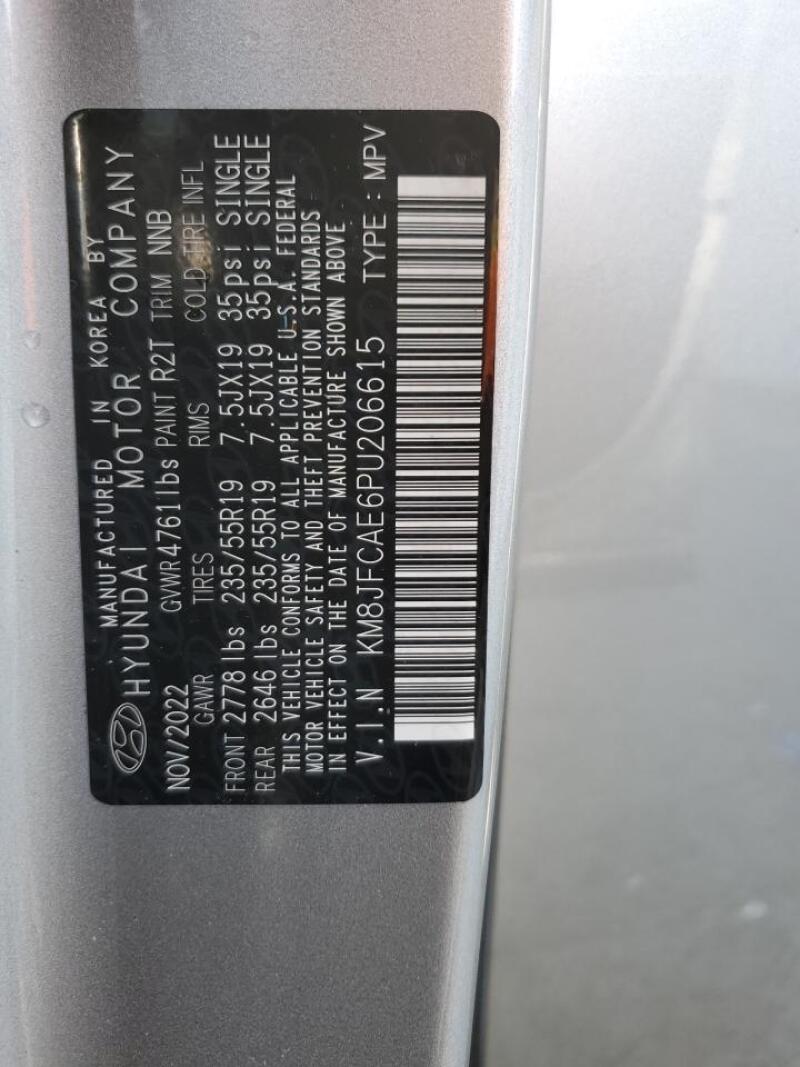 MANUFACTURED IN KOREA BY
HYUNDAI MOTOR COMPANY
NOV/2022 GVWR 4761lbs PAINT R2T TRIM NNB
GAWR TIRES RIMS COLD TIRE INFL
FRONT 2778 lbs 235/55R19 7.5JX19 35psi SINGLE
REAR 2646 lbs 235/55R19 7.5JX19 35psi SINGLE
THIS VEHICLE CONFORMS TO ALL APPLICABLE U.S.A. FEDERAL
MOTOR VEHICLE SAFETY AND THEFT PREVENTION STANDARDS
IN EFFECT ON THE DATE OF MANUFACTURE SHOWN ABOVE
V.I.N KM8JFCAE6PU206615 TYPE : MPV